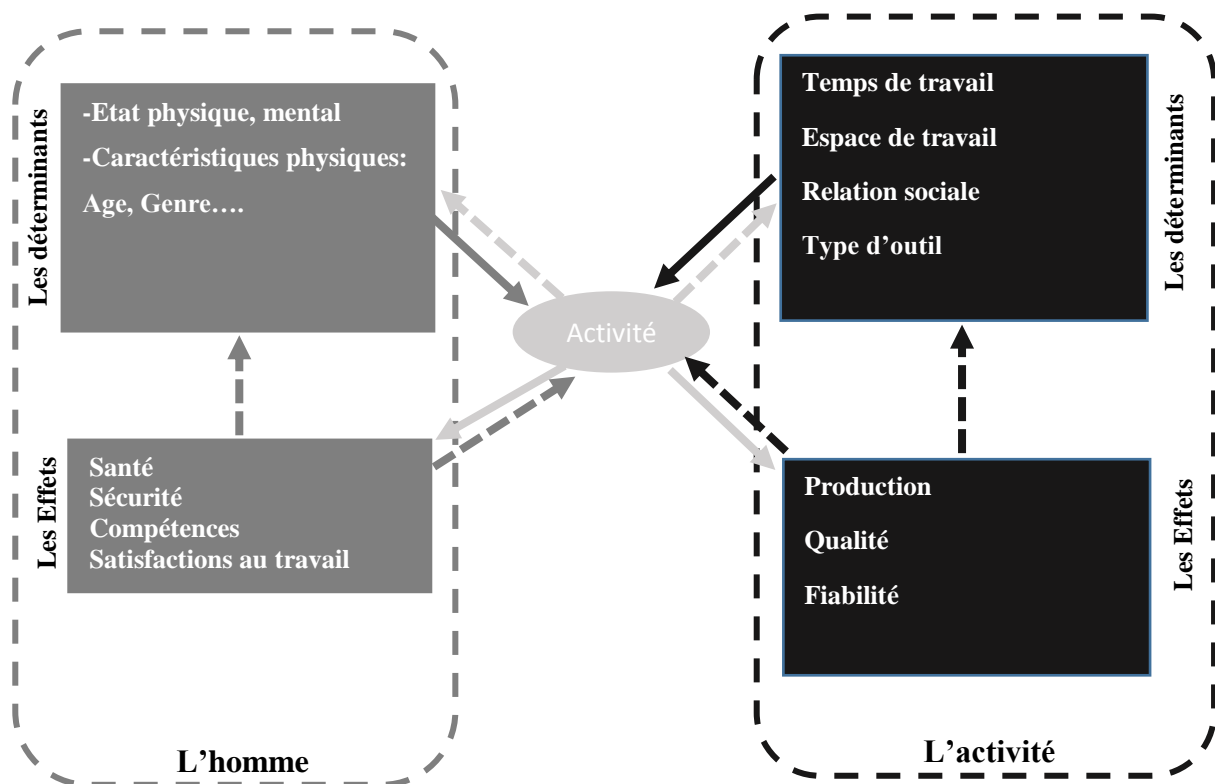 Les déterminants
-Etat physique, mental
-Caractéristiques physiques:
Age, Genre….
Les Effets
Santé
Sécurité
Compétences
Satisfactions au travail
L’homme
Activité
Temps de travail
Espace de travail
Relation sociale
Type d’outil
Les déterminants
Production
Qualité
Fiabilité
Les Effets
L’activité